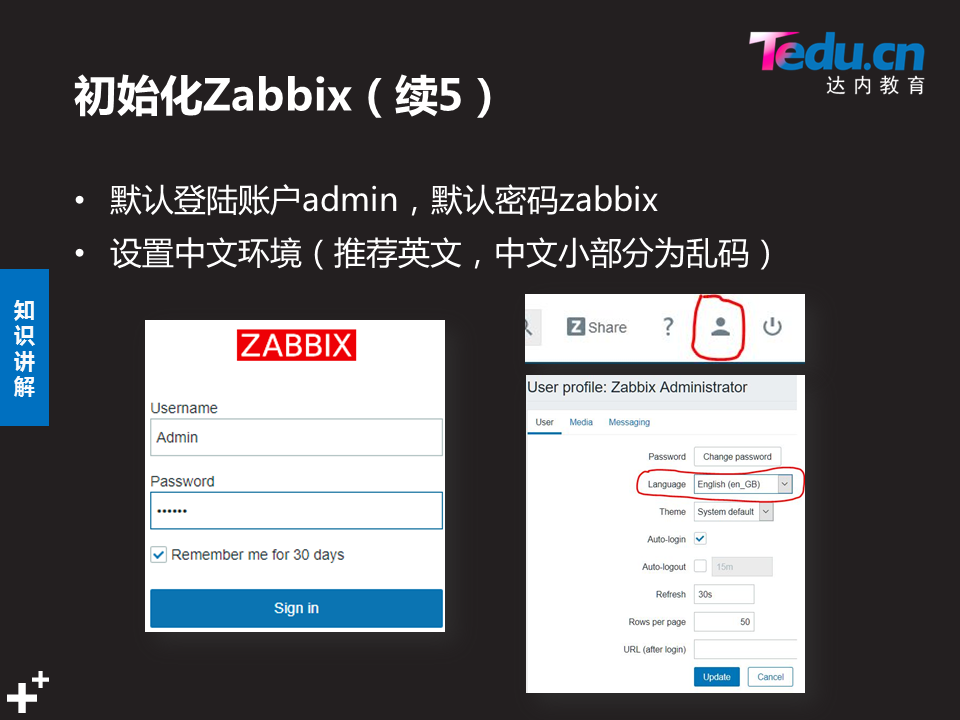 Tedu.cn
达内教育
初始化Zabbix（续5）
• 默认登陆账户admin，默认密码zabbix
• 设置中文环境（推荐英文，中文小部分为乱码）
知
识
讲
解
ZABBIX
Username
Admin
Password
••••••
Remember me for 30 days
Sign in
Z Share ?
User profile: Zabbix Administrator
User Media Messaging
Password Change password
Language English (en_GB)
Theme System default
Auto-login
Auto-logout 15m
Refresh 30s
Rows per page 50
URL (after login)
Update Cancel